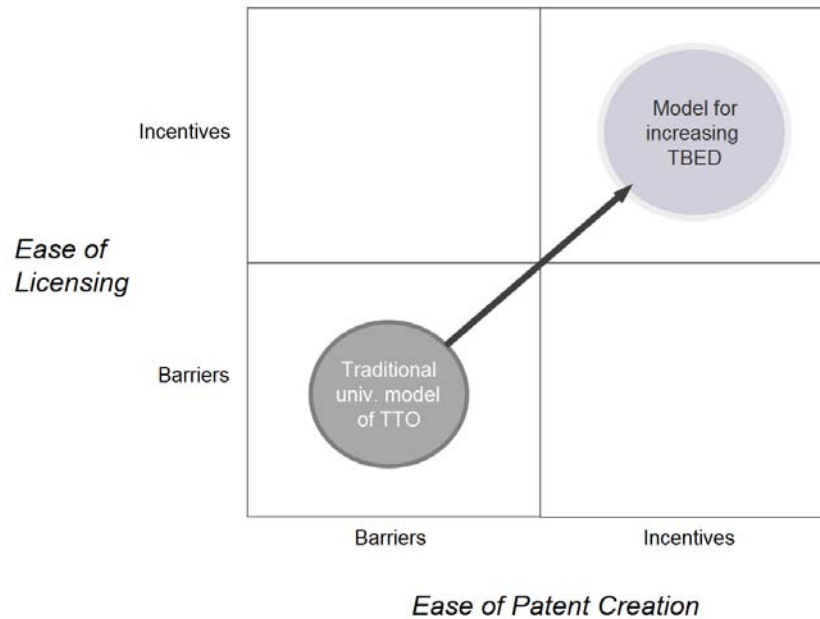 Model for
increasing
TBED
Incentives
Ease of
Licensing
Barriers
Traditional
univ. model
of TTO
Barriers
Incentives
Ease of Patent Creation